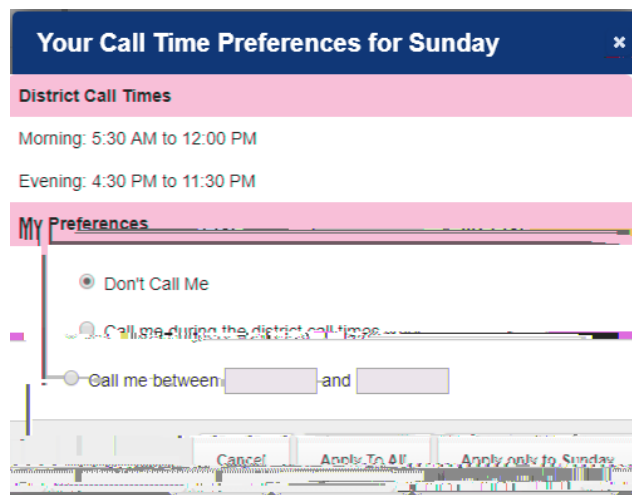 Your Call Time Preferences for Sunday ×
District Call Times
Morning: 5:30 AM to 12:00 PM
Evening: 4:30 PM to 11:30 PM
My Preferences
Don't Call Me
Call me during the district call times
Call me between and
Cancel Apply To All Apply only to Sunday